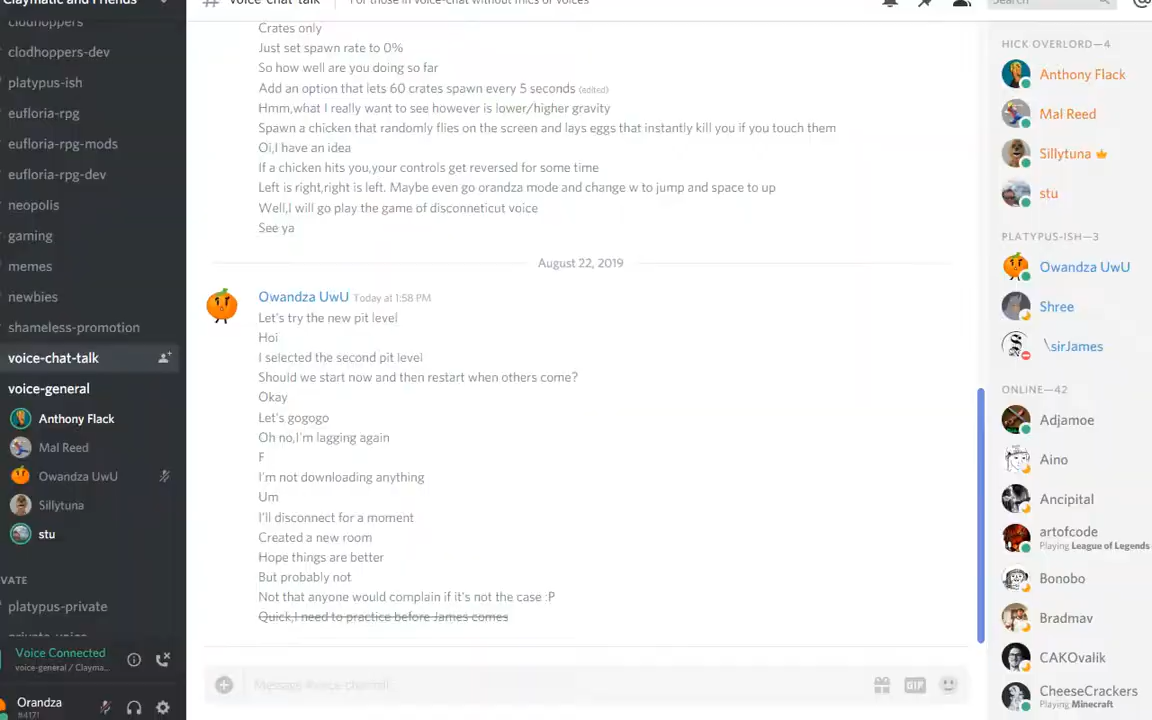 Claymatic and Friends
clodhoppers
clodhoppers-dev
platypus-ish
eufloria-rpg
eufloria-rpg-mods
eufloria-rpg-dev
neopolis
gaming
memes
newbies
shameless-promotion
voice-chat-talk
voice-general
Anthony Flack
Mal Reed
Owandza UwU
Sillytuna
stu
VATE
platypus-private
private-voice
Voice Connected
voice-general / Clayma...
Orandza
#4171
# voice-chat-talk
For those in voice-chat without mics or voices
Search
Crates only
Just set spawn rate to 0%
So how well are you doing so far
Add an option that lets 60 crates spawn every 5 seconds (edited)
Hmm,what I really want to see however is lower/higher gravity
Spawn a chicken that randomly flies on the screen and lays eggs that instantly kill you if you touch them
Oi,I have an idea
If a chicken hits you,your controls get reversed for some time
Left is right,right is left. Maybe even go orandza mode and change w to jump and space to up
Well,I will go play the game of disconneticut voice
See ya
August 22, 2019
Owandza UwU Today at 1:58 PM
Let's try the new pit level
Hoi
I selected the second pit level
Should we start now and then restart when others come?
Okay
Let's gogogo
Oh no,I'm lagging again
F
I'm not downloading anything
Um
I'll disconnect for a moment
Created a new room
Hope things are better
But probably not
Not that anyone would complain if it's not the case :P
Quick,I need to practice before James comes
GIF
HICK OVERLORD—4
Anthony Flack
Mal Reed
Sillytuna
stu
PLATYPUS-ISH—3
Owandza UwU
Shree
\sirJames
ONLINE—42
Adjamoe
Aino
Ancipital
artofcode
Playing League of Legends
Bonobo
Bradmav
CAKOvalik
CheeseCrackers
Playing Minecraft